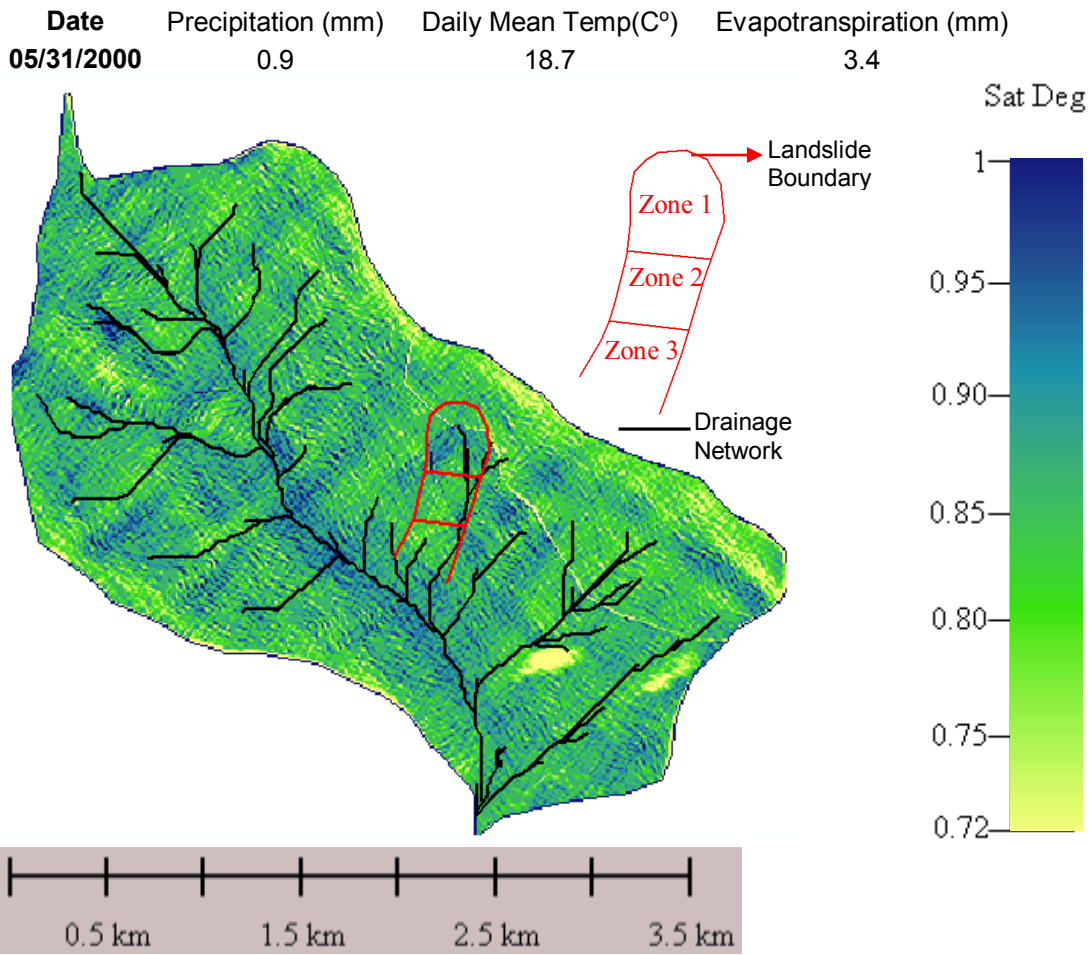 Date Precipitation (mm) Daily Mean Temp(Cº) Evapotranspiration (mm)
05/31/2000 0.9 18.7 3.4
Sat Deg
Landslide
Boundary
Zone 1
Zone 2
Zone 3
Drainage
Network
1
0.95
0.90
0.85
0.80
0.75
0.72
0.5 km 1.5 km 2.5 km 3.5 km